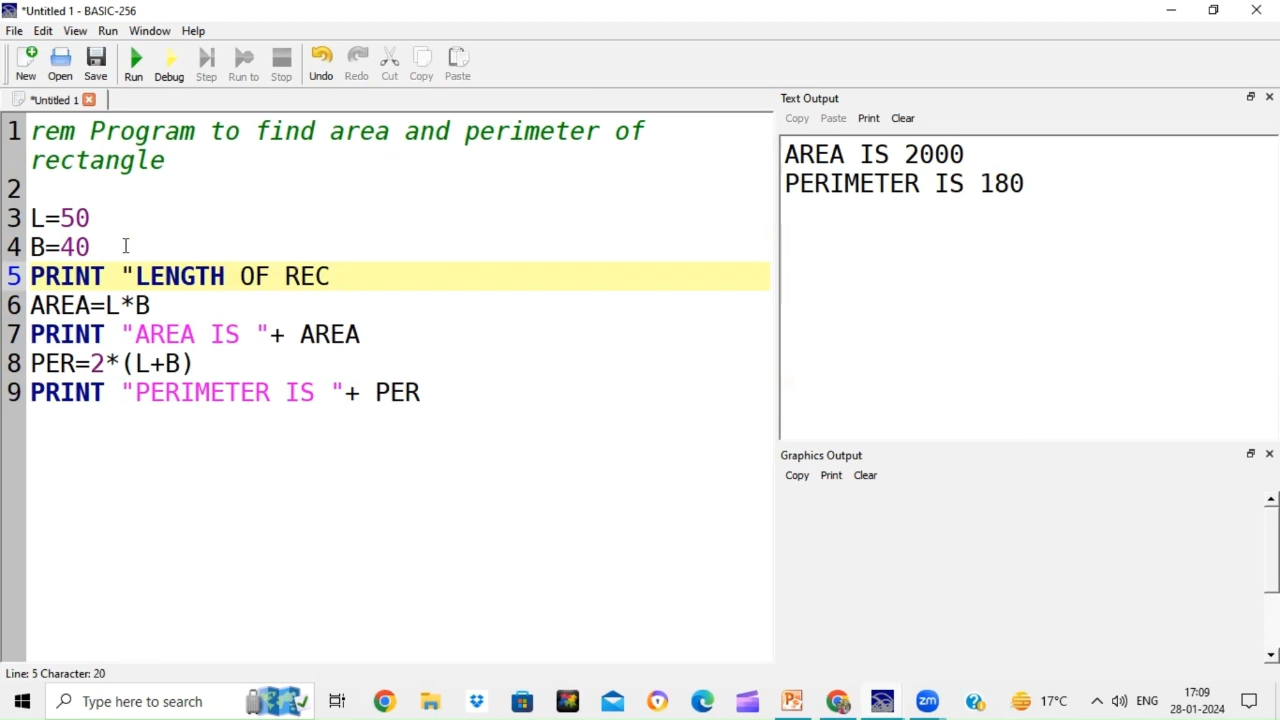 *Untitled 1 - BASIC-256
File Edit View Run Window Help
New Open Save Run Debug Step Run to Stop Undo Redo Cut Copy Paste
*Untitled 1
1 rem Program to find area and perimeter of
rectangle
2
3 L=50
4 B=40
5 PRINT "LENGTH OF REC
6 AREA=L*B
7 PRINT "AREA IS "+ AREA
8 PER=2*(L+B)
9 PRINT "PERIMETER IS "+ PER
Text Output
Copy Paste Print Clear
AREA IS 2000
PERIMETER IS 180
Graphics Output
Copy Print Clear
Line: 5 Character: 20
Type here to search
zm
17°C
ENG
17:09
28-01-2024